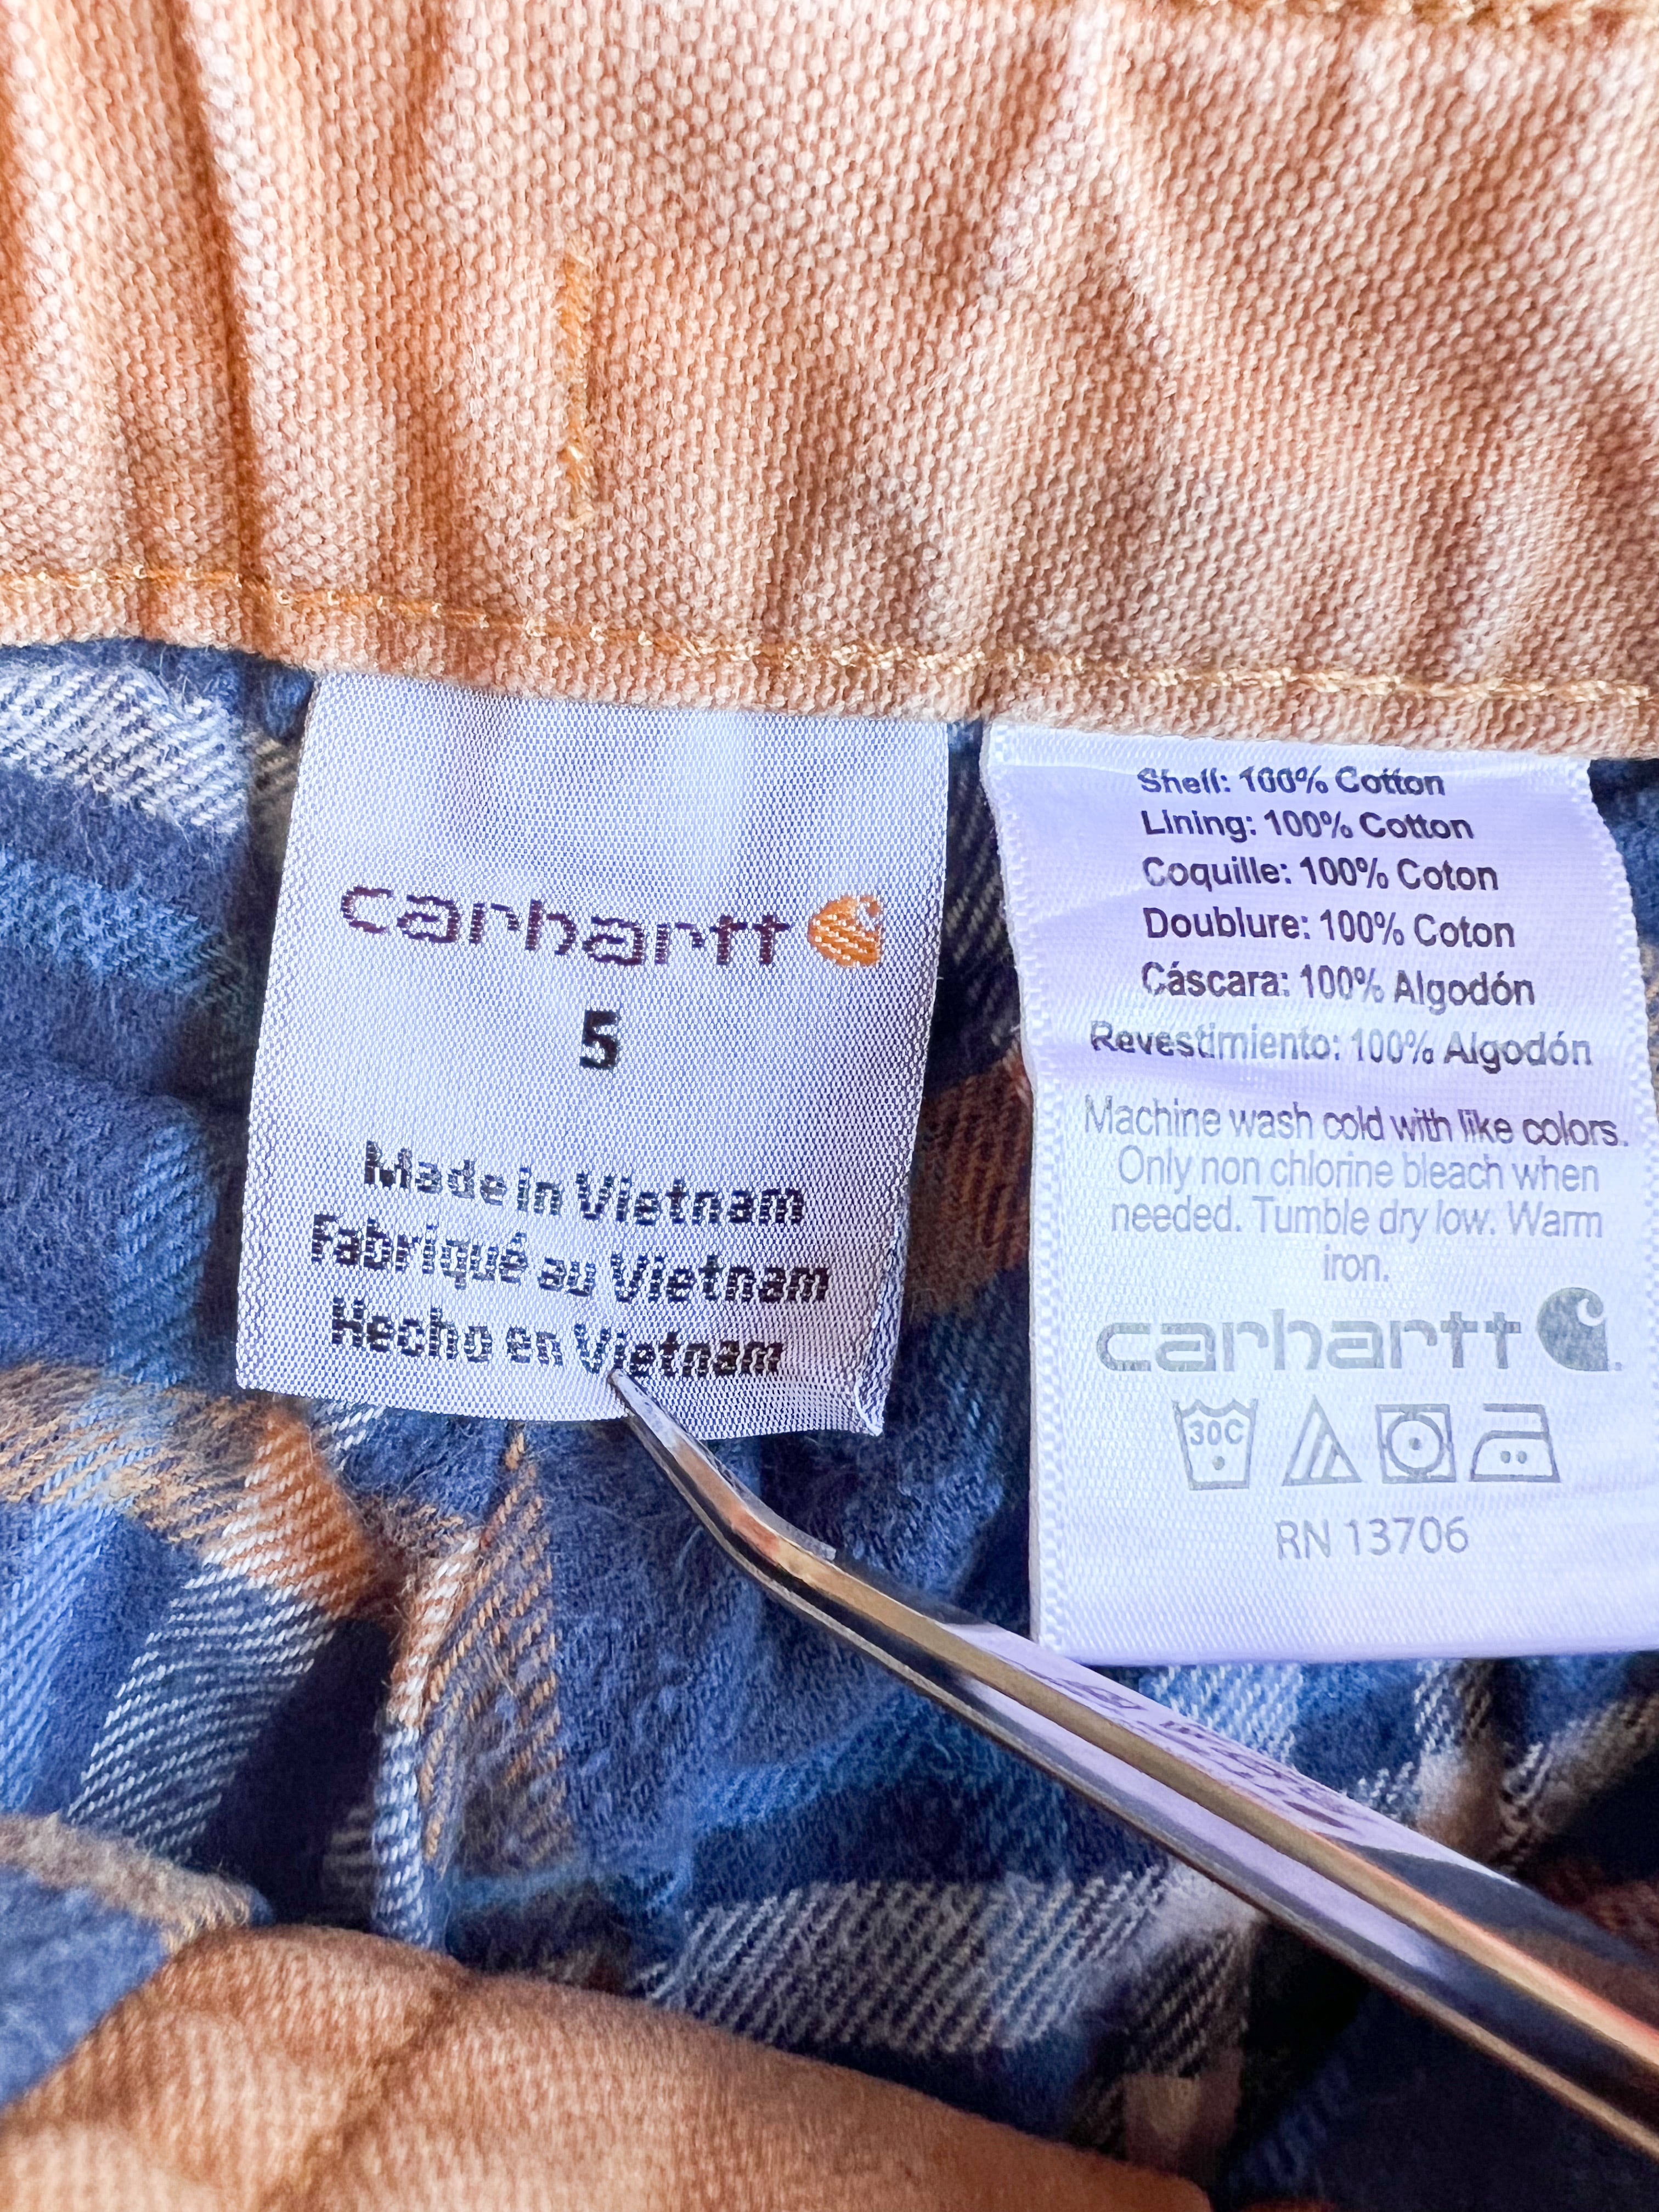 carhartt
5
Made in Vietnam
Fabriqué au Vietnam
Hecho en Vietnam
Shell: 100% Cotton
Lining: 100% Cotton
Coquille: 100% Coton
Doublure: 100% Coton
Cáscara: 100% Algodón
Revestimiento: 100% Algodón
Machine wash cold with like colors.
Only non chlorine bleach when
needed. Tumble dry low. Warm
iron.
carhartt
30C
RN 13706